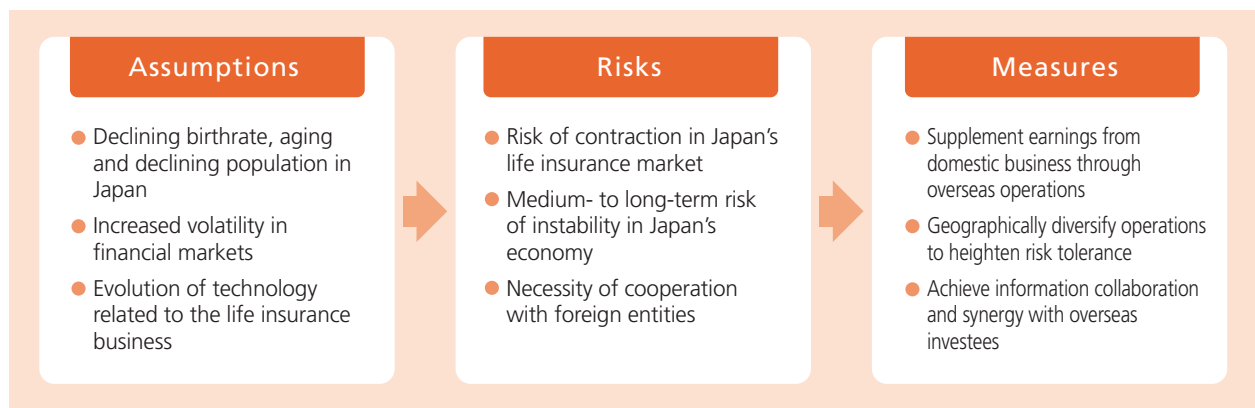 Assumptions
Declining birthrate, aging
and declining population in
Japan
Increased volatility in
financial markets
Evolution of technology
related to the life insurance
business
Risks
Risk of contraction in Japan’s
life insurance market
Medium- to long-term risk
of instability in Japan’s
economy
Necessity of cooperation
with foreign entities
Measures
Supplement earnings from
domestic business through
overseas operations
Geographically diversify operations
to heighten risk tolerance
Achieve information collaboration
and synergy with overseas
investees